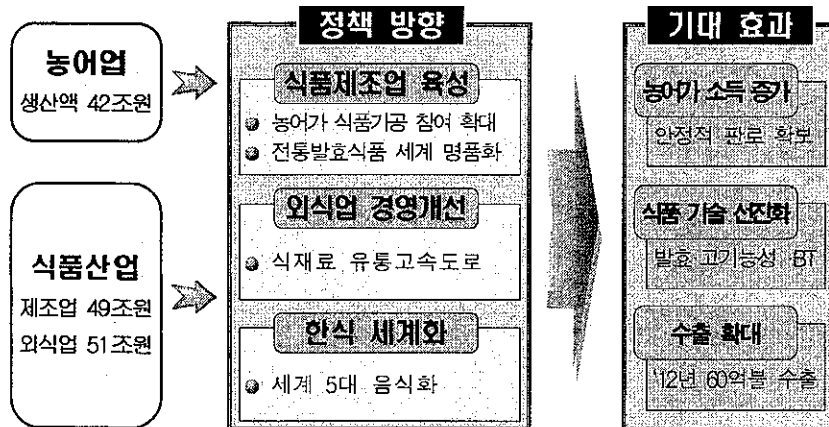 농어업
생산액 42조원
식품산업
제조업 49조원
외식업 51조원
정책 방향
식품제조업 육성
농어가 식품가공 참여 확대
전통발효식품 세계 명품화
외식업 경영개선
식재료 유통고속도로
한식 세계화
세계 5대 음식화
기대 효과
농어가 소득 증가
안정적 판로 확보
식품 기술 선진화
발효 고기능성 BT
수출 확대
'12년 60억불 수출